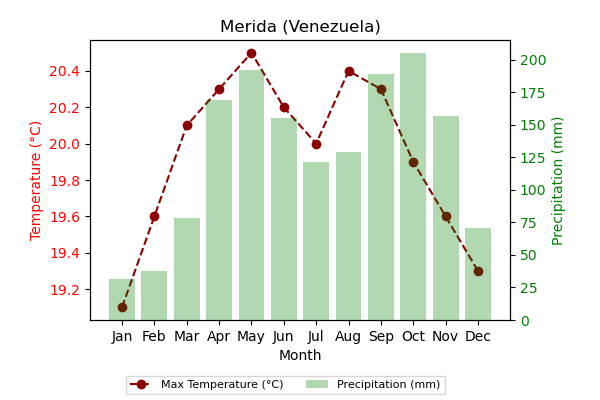 Merida (Venezuela)
Temperature (°C)
20.4
20.2
20.0
19.8
19.6
19.4
19.2
200
175
150
125
100
75
50
25
0
Precipitation (mm)
Jan Feb Mar Apr May Jun Jul Aug Sep Oct Nov Dec
Month
Max Temperature (°C) Precipitation (mm)